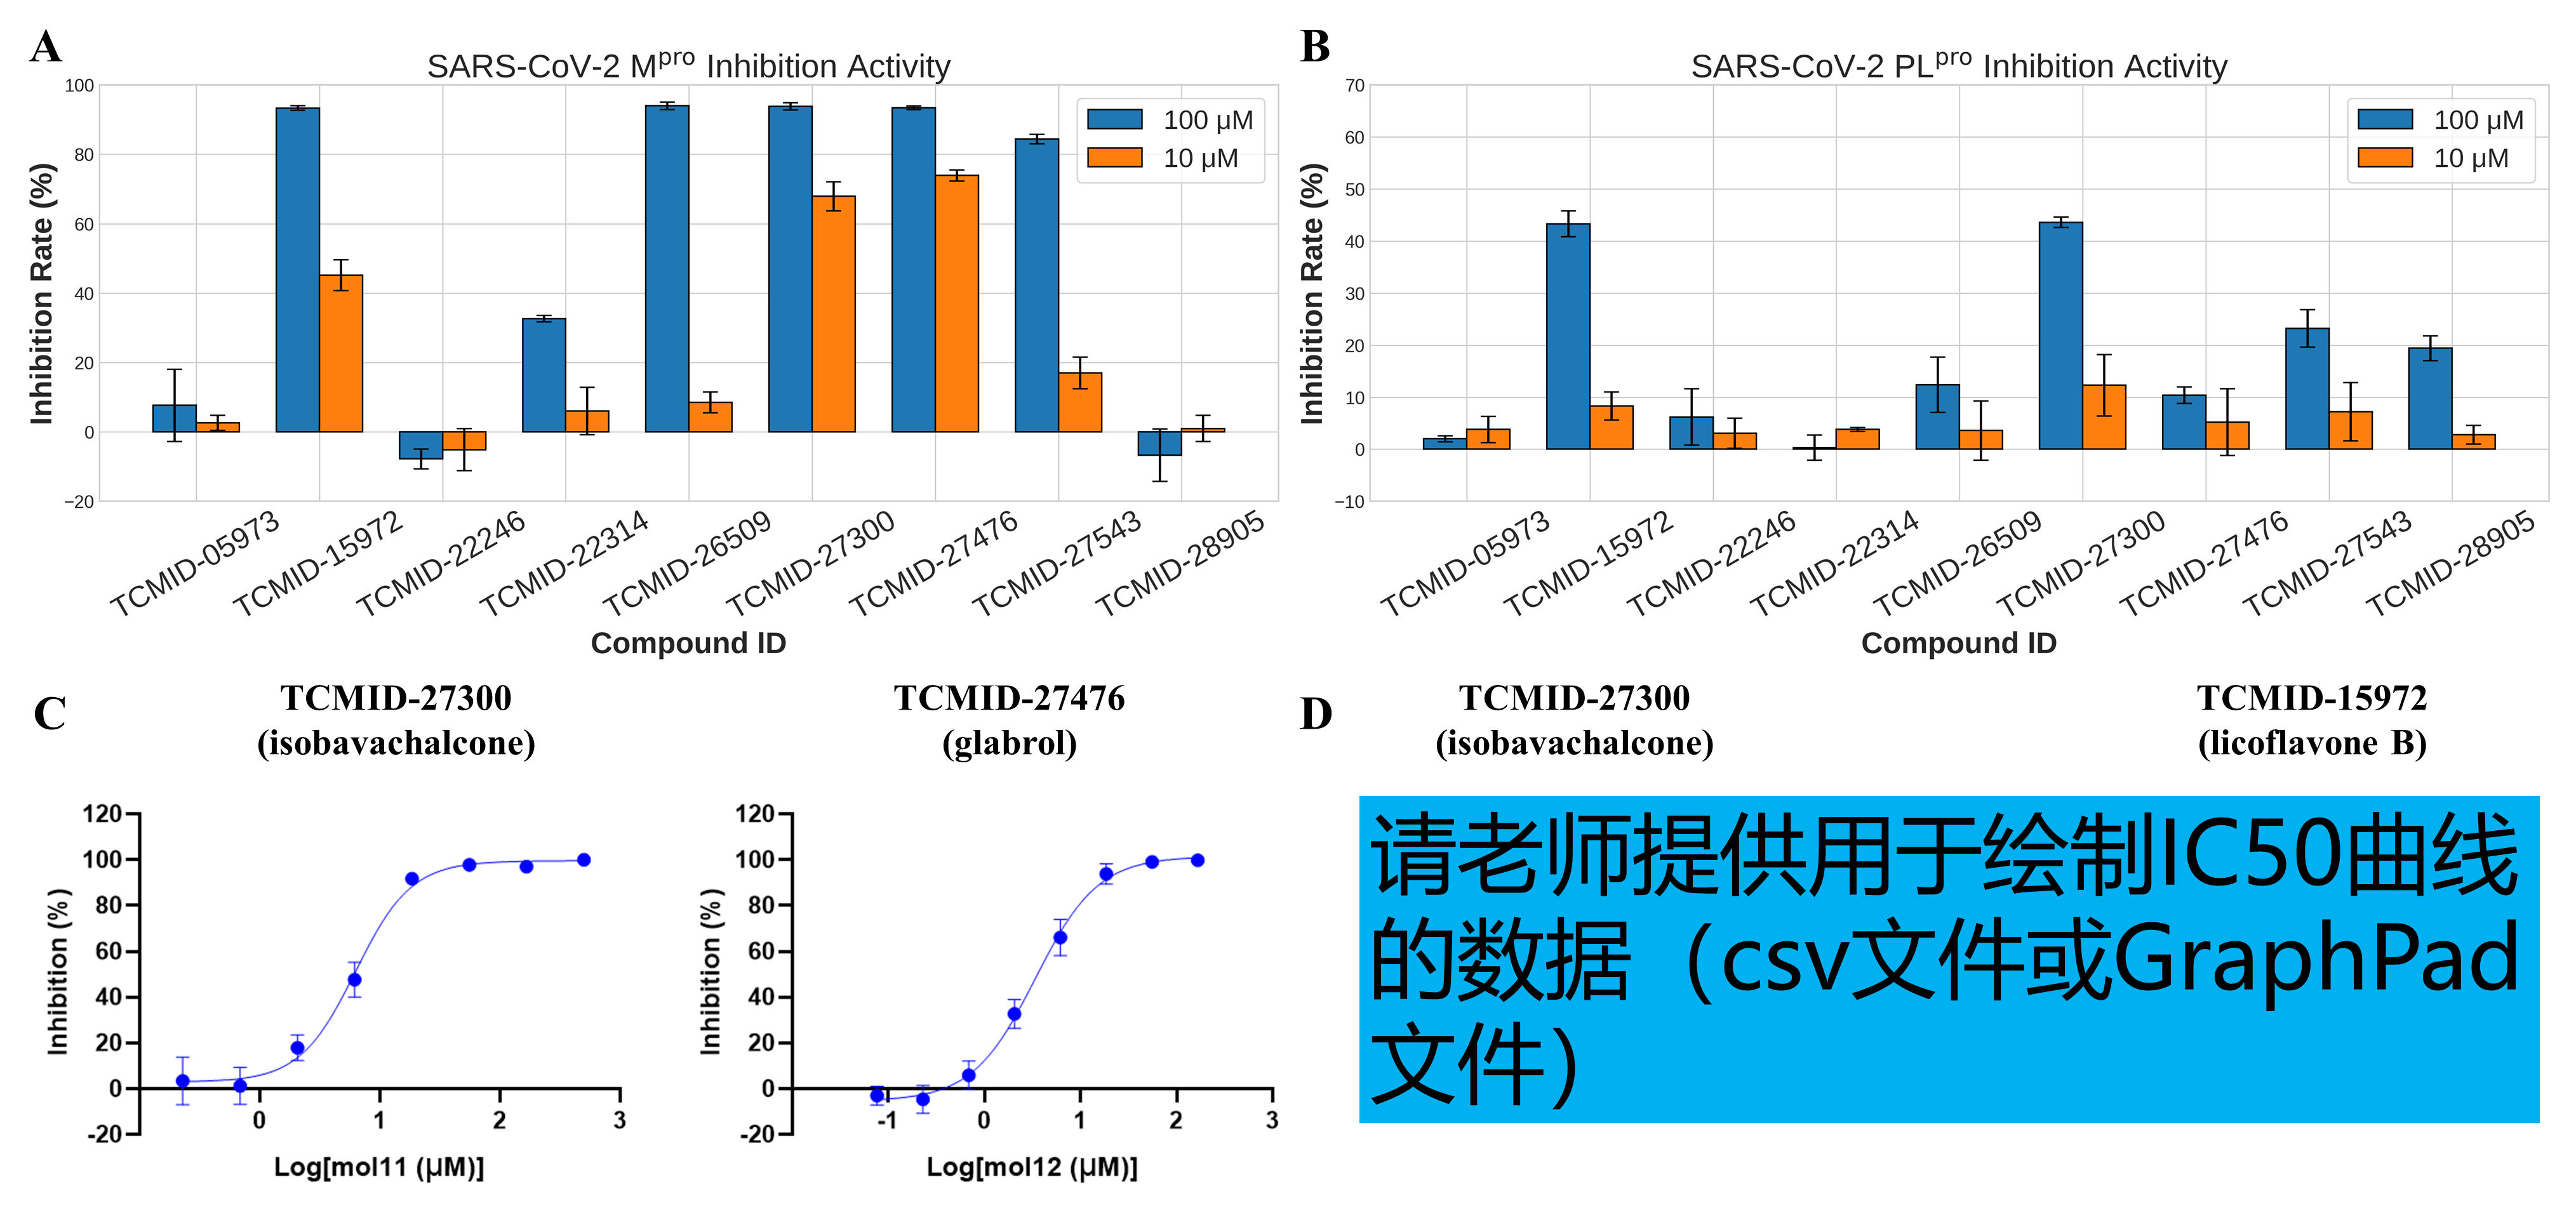 A
SARS-CoV-2 Mpro Inhibition Activity
Inhibition Rate (%)
100
80
60
40
20
0
−20
100 μM
10 μM
TCMID-05973
TCMID-15972
TCMID-22246
TCMID-22314
TCMID-26509
TCMID-27300
TCMID-27476
TCMID-27543
TCMID-28905
Compound ID
B
SARS-CoV-2 PLpro Inhibition Activity
Inhibition Rate (%)
70
60
50
40
30
20
10
0
−10
100 μM
10 μM
TCMID-05973
TCMID-15972
TCMID-22246
TCMID-22314
TCMID-26509
TCMID-27300
TCMID-27476
TCMID-27543
TCMID-28905
Compound ID
C
TCMID-27300
(isobavachalcone)
Inhibition (%)
120
100
80
60
40
20
0
-20
0 1 2 3
Log[mol11 (μM)]
TCMID-27476
(glabrol)
Inhibition (%)
120
100
80
60
40
20
0
-20
-1 0 1 2 3
Log[mol12 (μM)]
D
TCMID-27300
(isobavachalcone)
TCMID-15972
(licoflavone B)
请老师提供用于绘制IC50曲线
的数据（csv文件或GraphPad
文件）